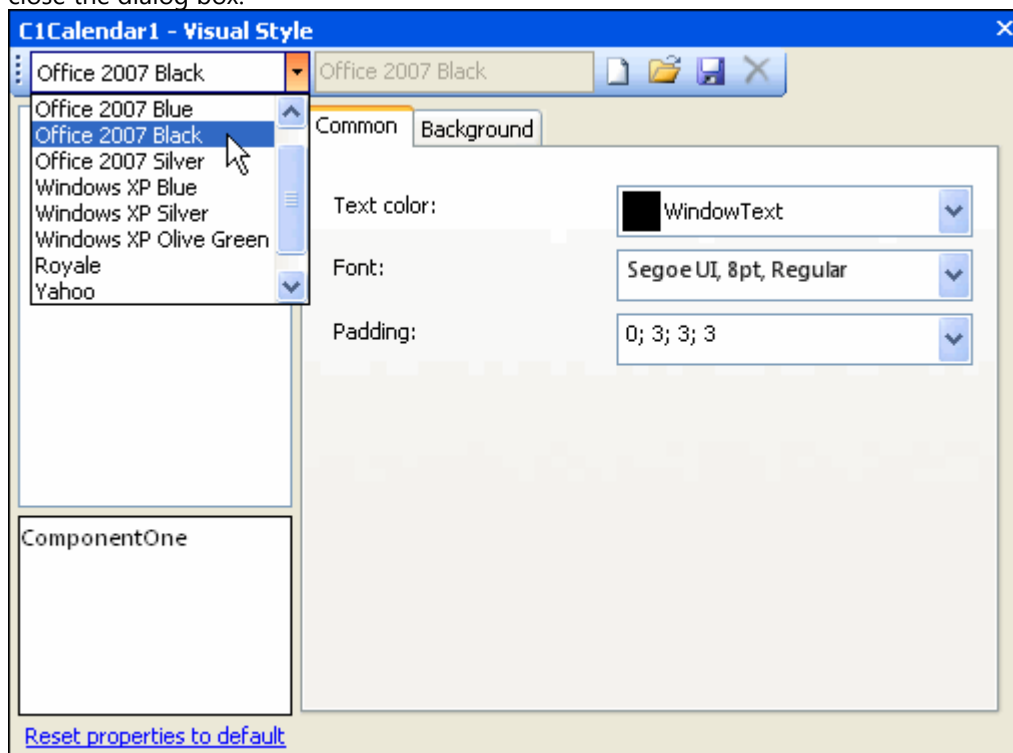 close the dialog box.
C1Calendar1 - Visual Style
Office 2007 Black
Office 2007 Black
Office 2007 Blue
Office 2007 Black
Office 2007 Silver
Windows XP Blue
Windows XP Silver
Windows XP Olive Green
Royale
Yahoo
Common
Background
Text color:
WindowText
Font:
Segoe UI, 8pt, Regular
Padding:
0; 3; 3; 3
ComponentOne
Reset properties to default